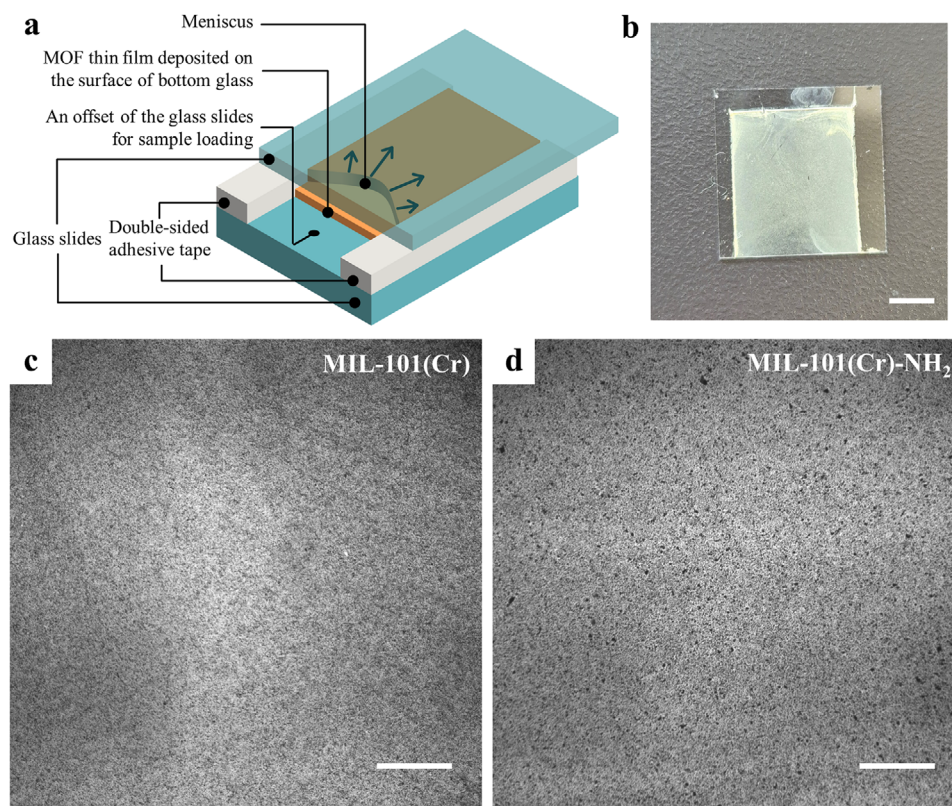 a
Meniscus
MOF thin film deposited on
the surface of bottom glass
An offset of the glass slides
for sample loading
Glass slides
Double-sided
adhesive tape
b
c
MIL-101(Cr)
d
MIL-101(Cr)-NH₂